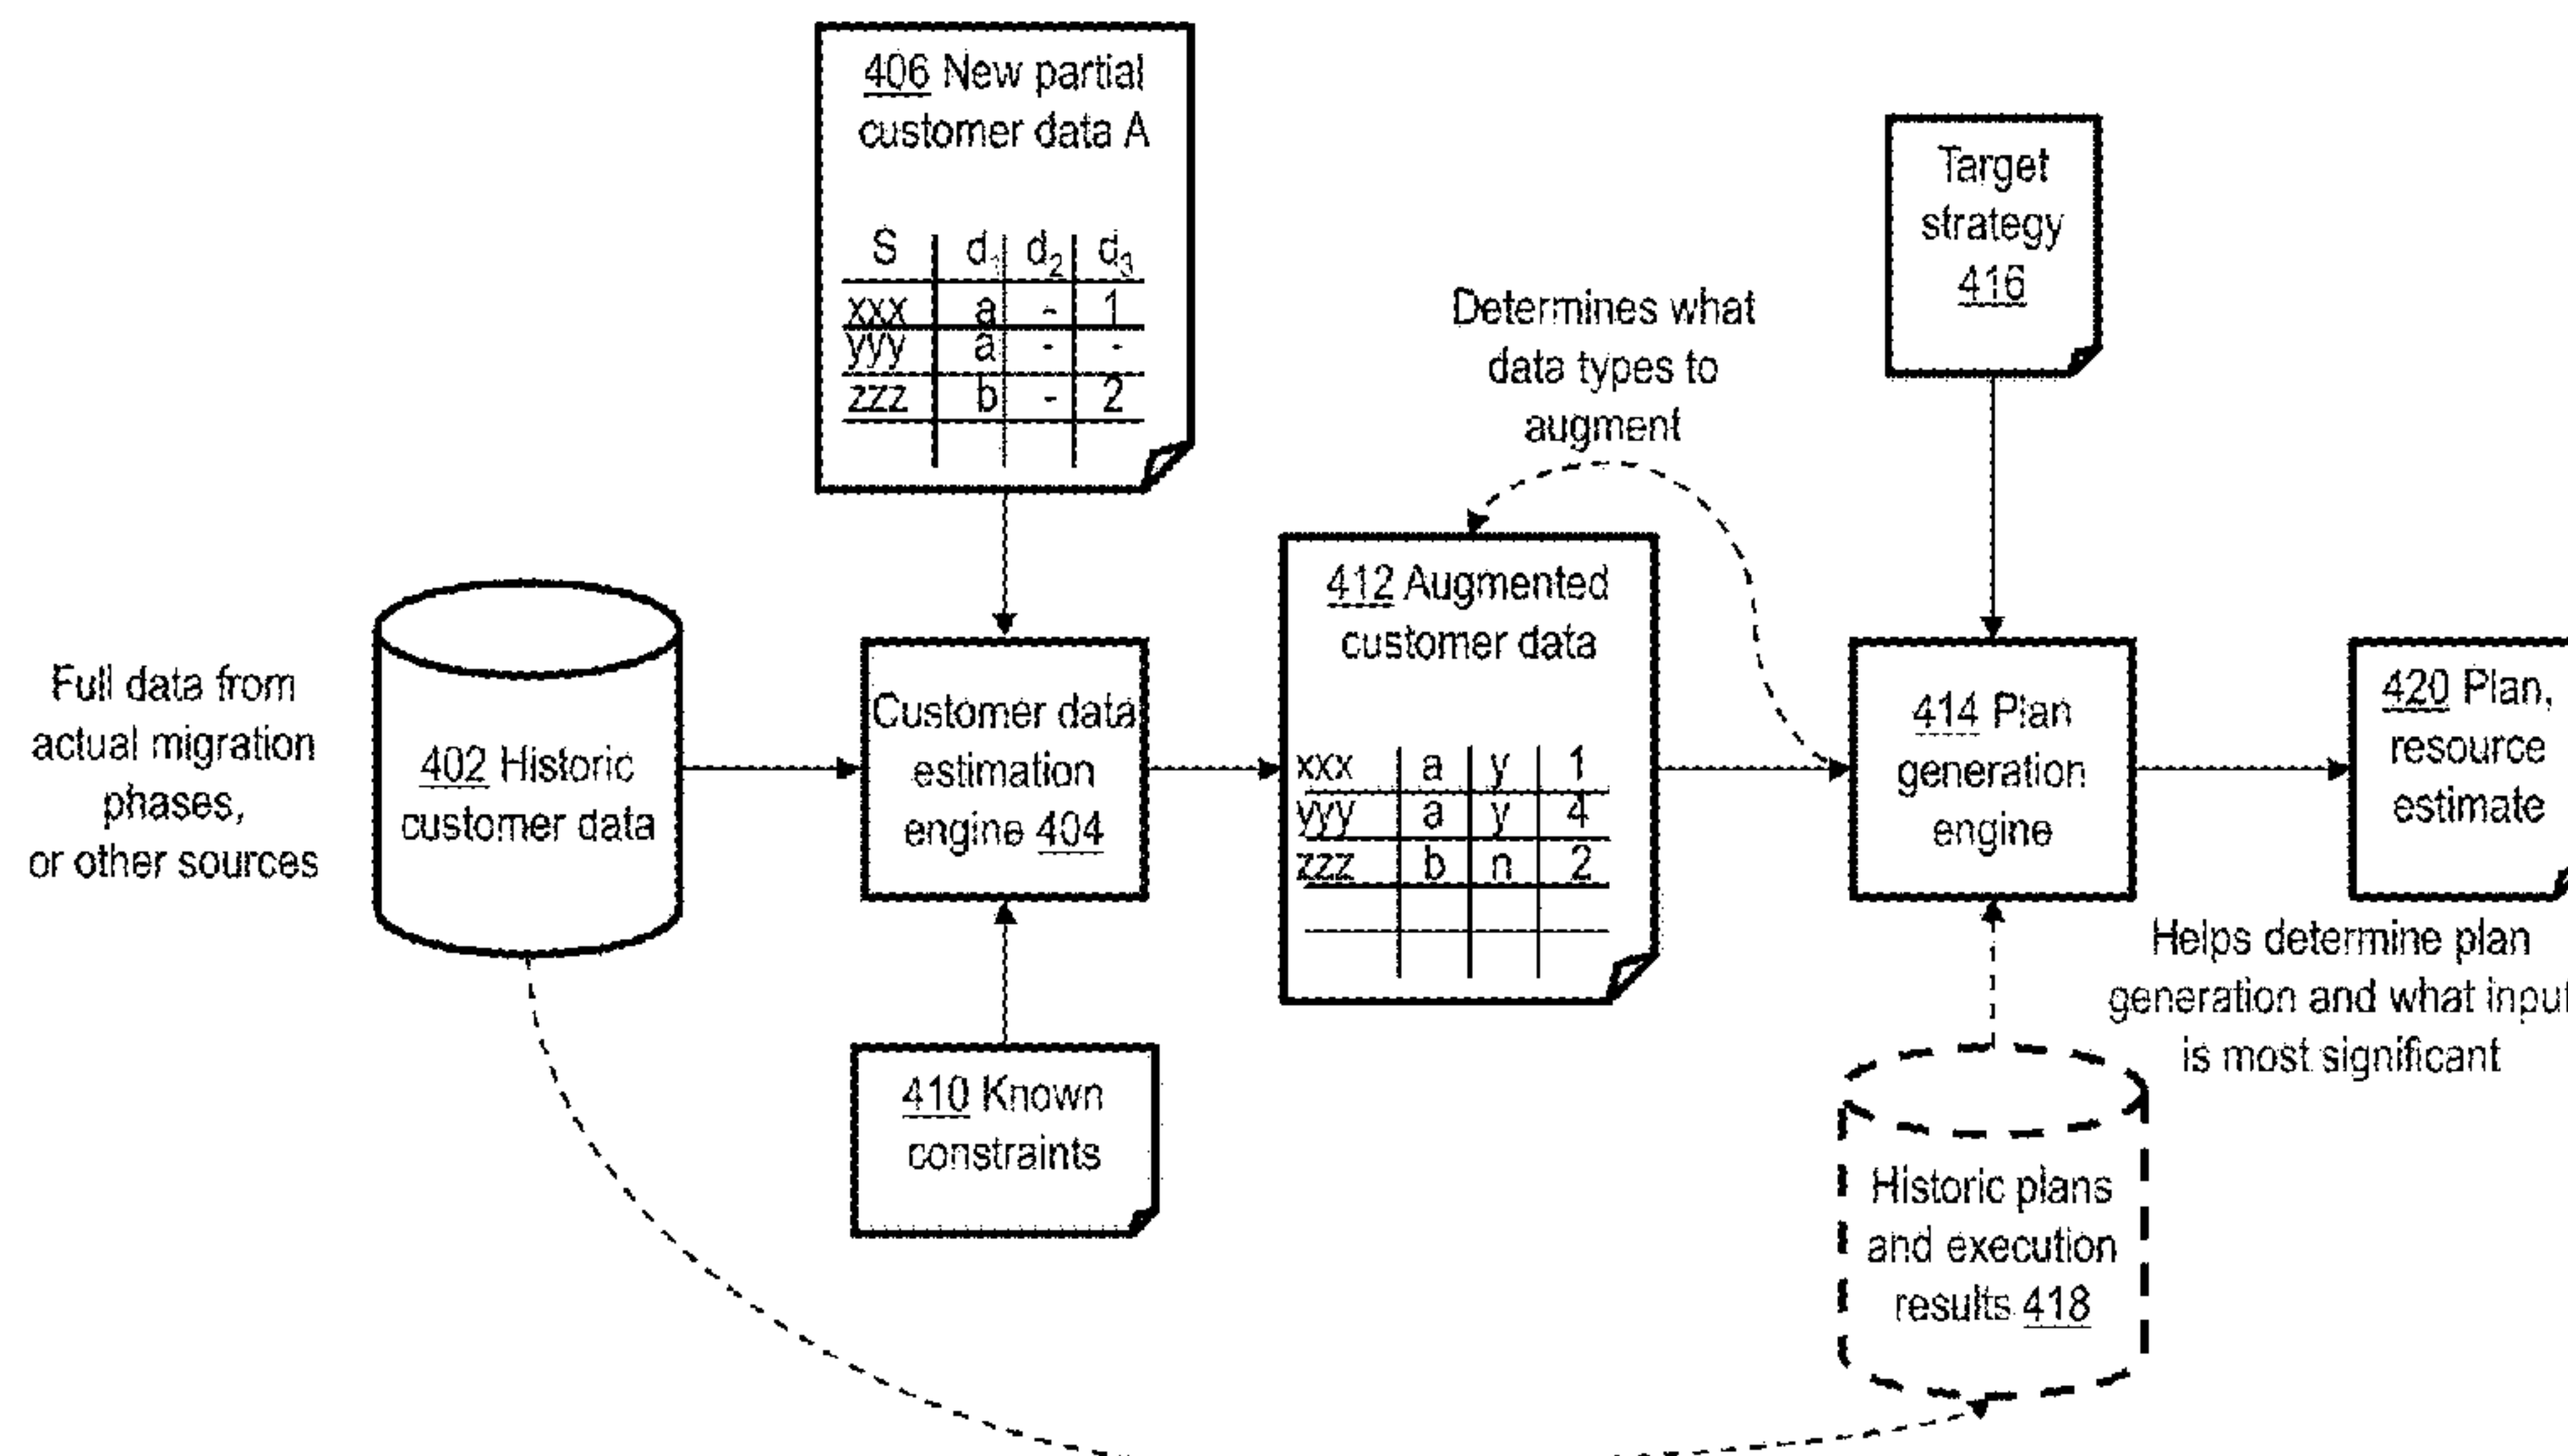 406 New partial
customer data A
S d1 d2 d3
xxx a - 1
yyy a - -
zzz b - 2
Target
strategy
416
Determines what
data types to
augment
Full data from
actual migration
phases,
or other sources
402 Historic
customer data
Customer data
estimation
engine 404
410 Known
constraints
412 Augmented
customer data
xxx a y 1
yyy a y 4
zzz b n 2
414 Plan
generation
engine
420 Plan,
resource
estimate
Helps determine plan
generation and what input
is most significant
Historic plans
and execution
results 418